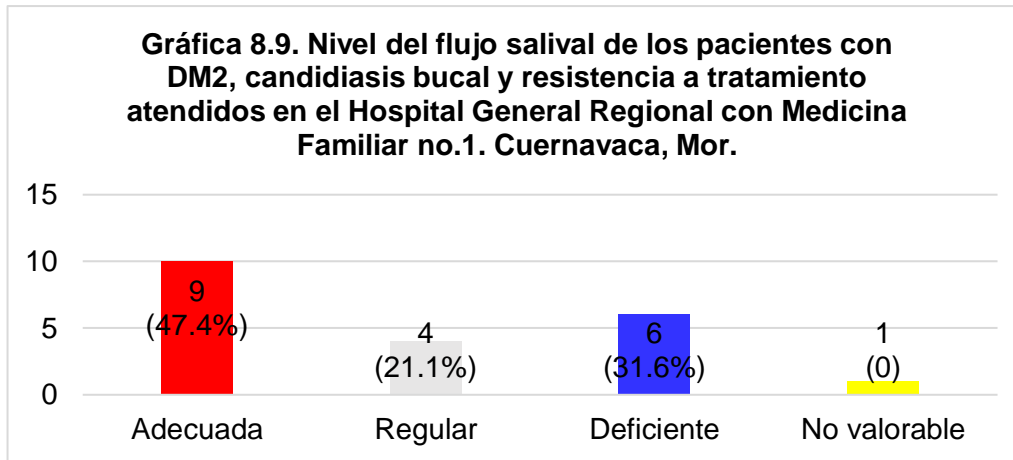 Gráfica 8.9. Nivel del flujo salival de los pacientes con
DM2, candidiasis bucal y resistencia a tratamiento
atendidos en el Hospital General Regional con Medicina
Familiar no.1. Cuernavaca, Mor.
15
10
5
0
9
(47.4%)
4
(21.1%)
6
(31.6%)
1
(0)
Adecuada
Regular
Deficiente
No valorable